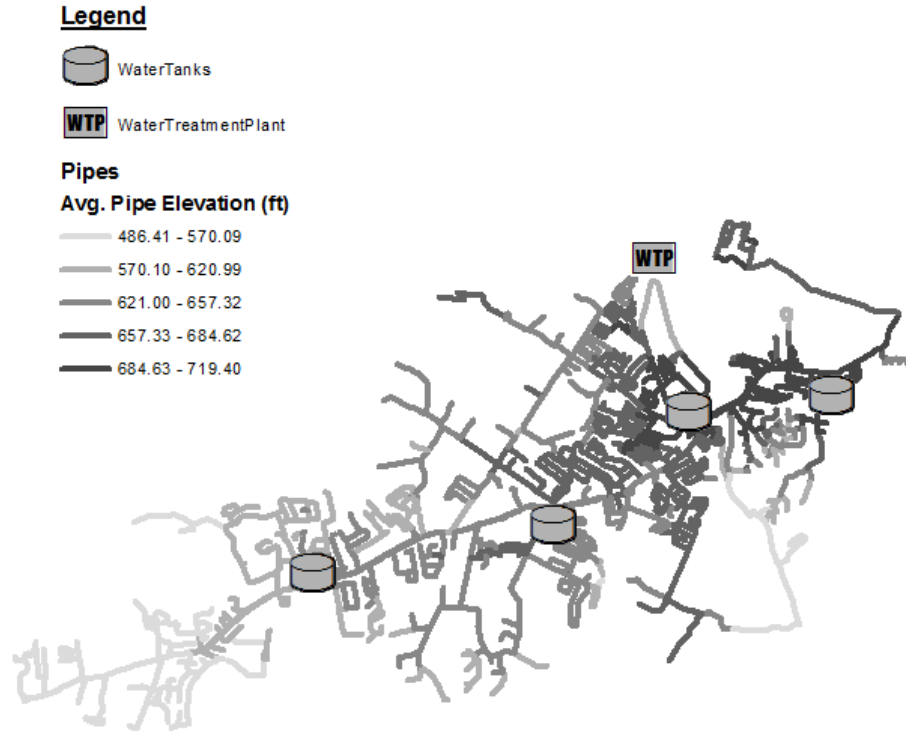 Legend
WaterTanks
WTP WaterTreatmentPlant
Pipes
Avg. Pipe Elevation (ft)
486.41 - 570.09
570.10 - 620.99
621.00 - 657.32
657.33 - 684.62
684.63 - 719.40
WTP